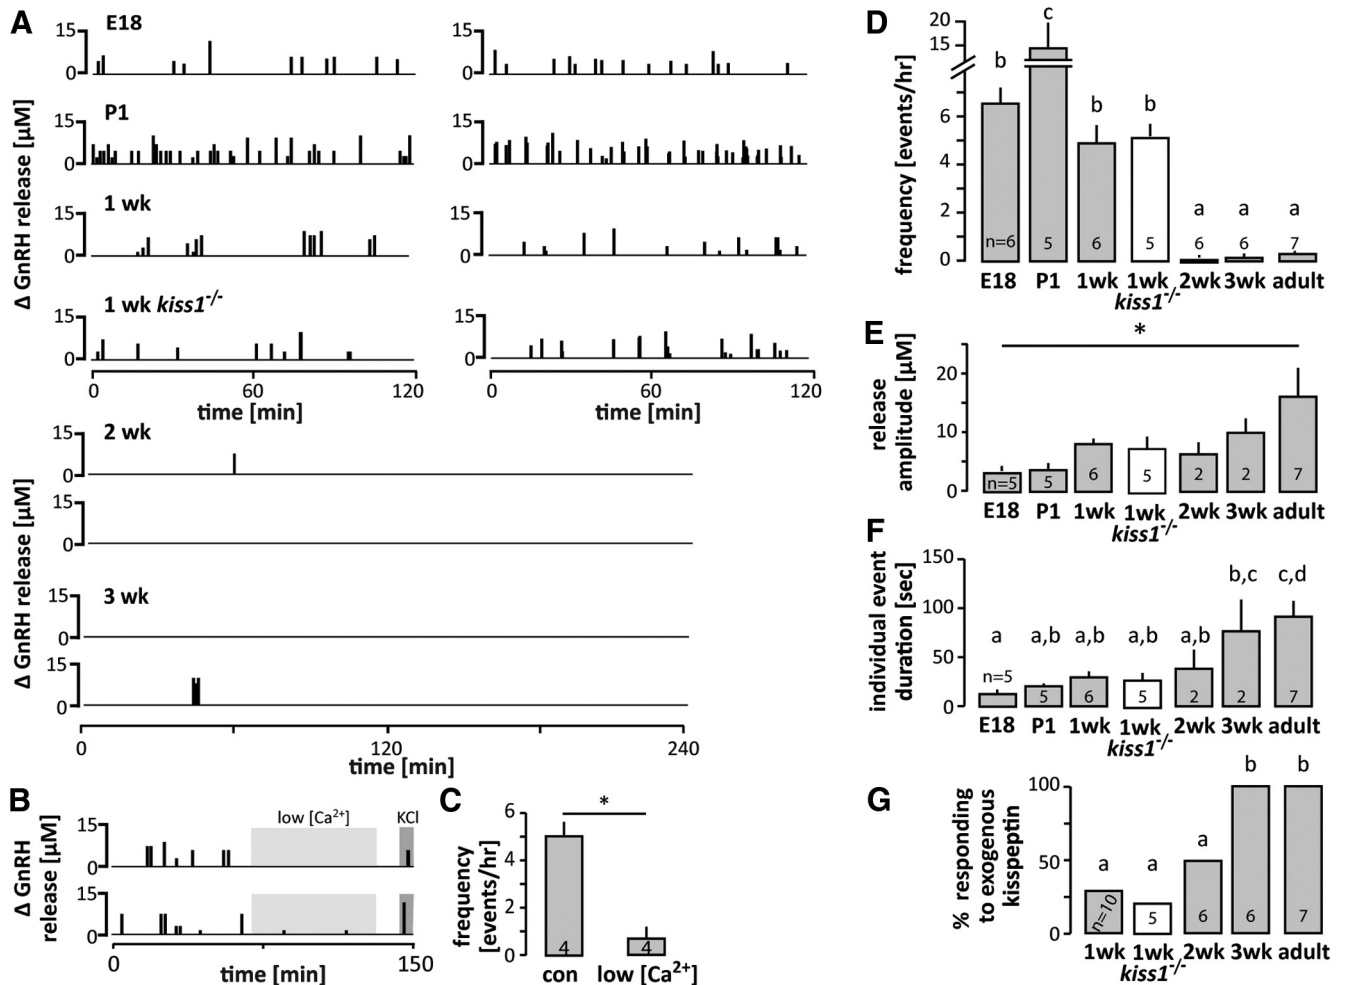 A
E18
15
0
15
0
P1
15
0
15
0
1 wk
15
0
15
0
1 wk kiss1-/-
15
0
15
0
Δ GnRH release [µM]
0 60 120
time [min]
0 60 120
time [min]
2 wk
15
0
15
0
3 wk
15
0
15
0
Δ GnRH release [µM]
0 120 240
time [min]
B
low [Ca2+] KCl
15
0
15
0
Δ GnRH
release [µM]
0 150
time [min]
C
*
6
4
2
0
frequency
[events/hr]
4 4
con low [Ca2+]
D
20
15
6
4
2
0
frequency [events/hr]
b c b b a a a
n=6 5 6 5 6 6 7
E18 P1 1wk 1wk 2wk 3wk adult
kiss1-/-
E
*
20
10
0
release
amplitude [µM]
n=5 5 6 5 2 2 7
E18 P1 1wk 1wk 2wk 3wk adult
kiss1-/-
F
150
100
50
0
individual event
duration [sec]
a a,b a,b a,b a,b b,c c,d
n=5 5 6 5 2 2 7
E18 P1 1wk 1wk 2wk 3wk adult
kiss1-/-
G
100
50
0
% responding
to exogenous
kisspeptin
a a a b b
n=10 5 6 6 7
1wk 1wk 2wk 3wk adult
kiss1-/-